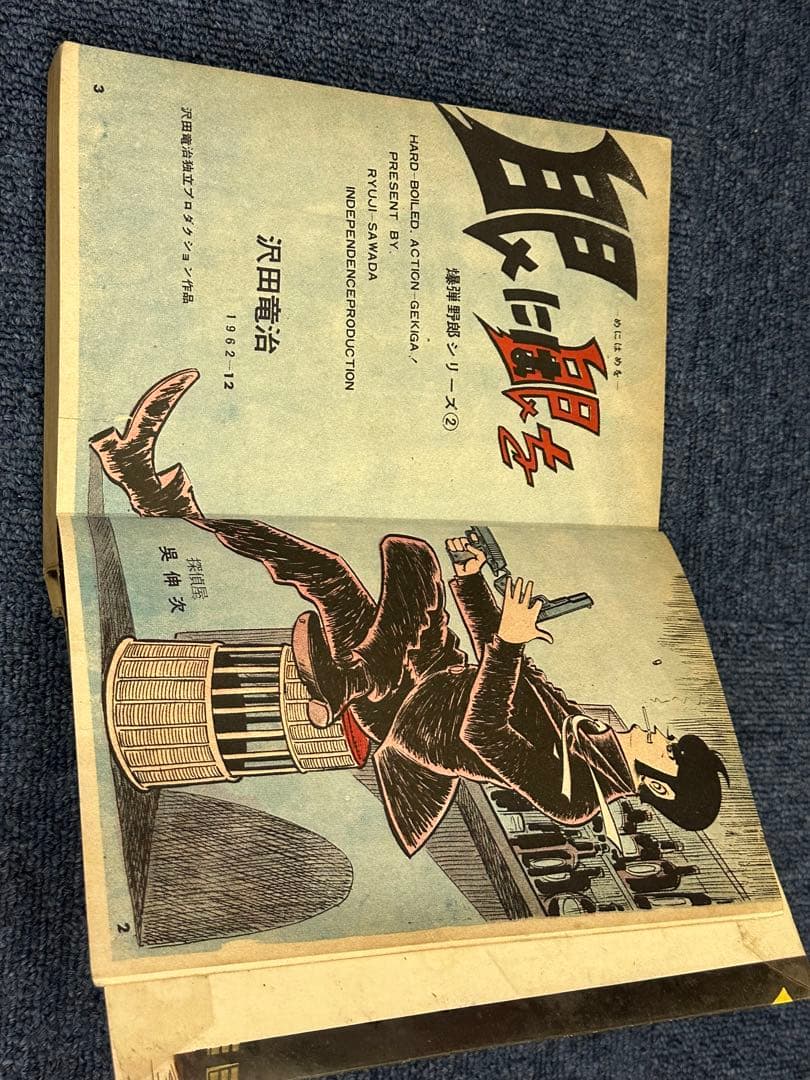 めにはめを―
眼には眼を
爆弾野郎シリーズ②
HARD-BOILED. ACTION-GEKIGA!
PRESENT BY.
RYUJI-SAWADA
INDEPENDENCEPRODUCTION
沢田竜治
1962-12
沢田竜治独立プロダクション作品
3
探偵屋
吳伸次
2